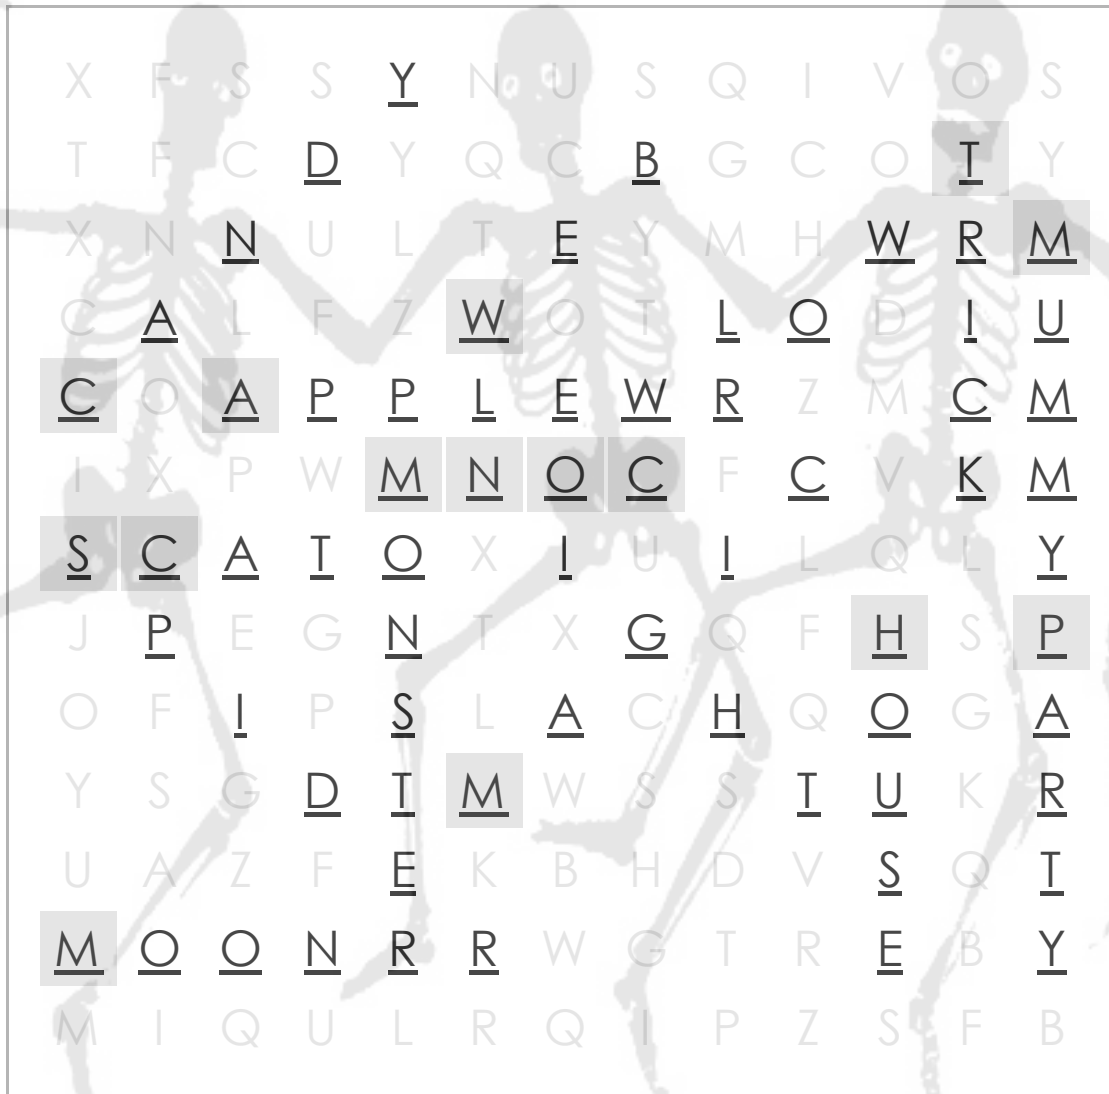 X F S S Y N U S Q I V O S
T F C D Y Q C B G C O T Y
X N N U L T E Y M H W R M
C A L F Z W O T L O D I U
C O A P P L E W R Z M C M
I X P W M N O C F C V K M
S C A T O X I U I L Q L Y
J P E G N T X G Q F H S P
O F I P S L A C H Q O G A
Y S G D T M W S S T U K R
U A Z F E K B H D V S Q T
M O O N R R W G T R E B Y
M I Q U L R Q I P Z S F B